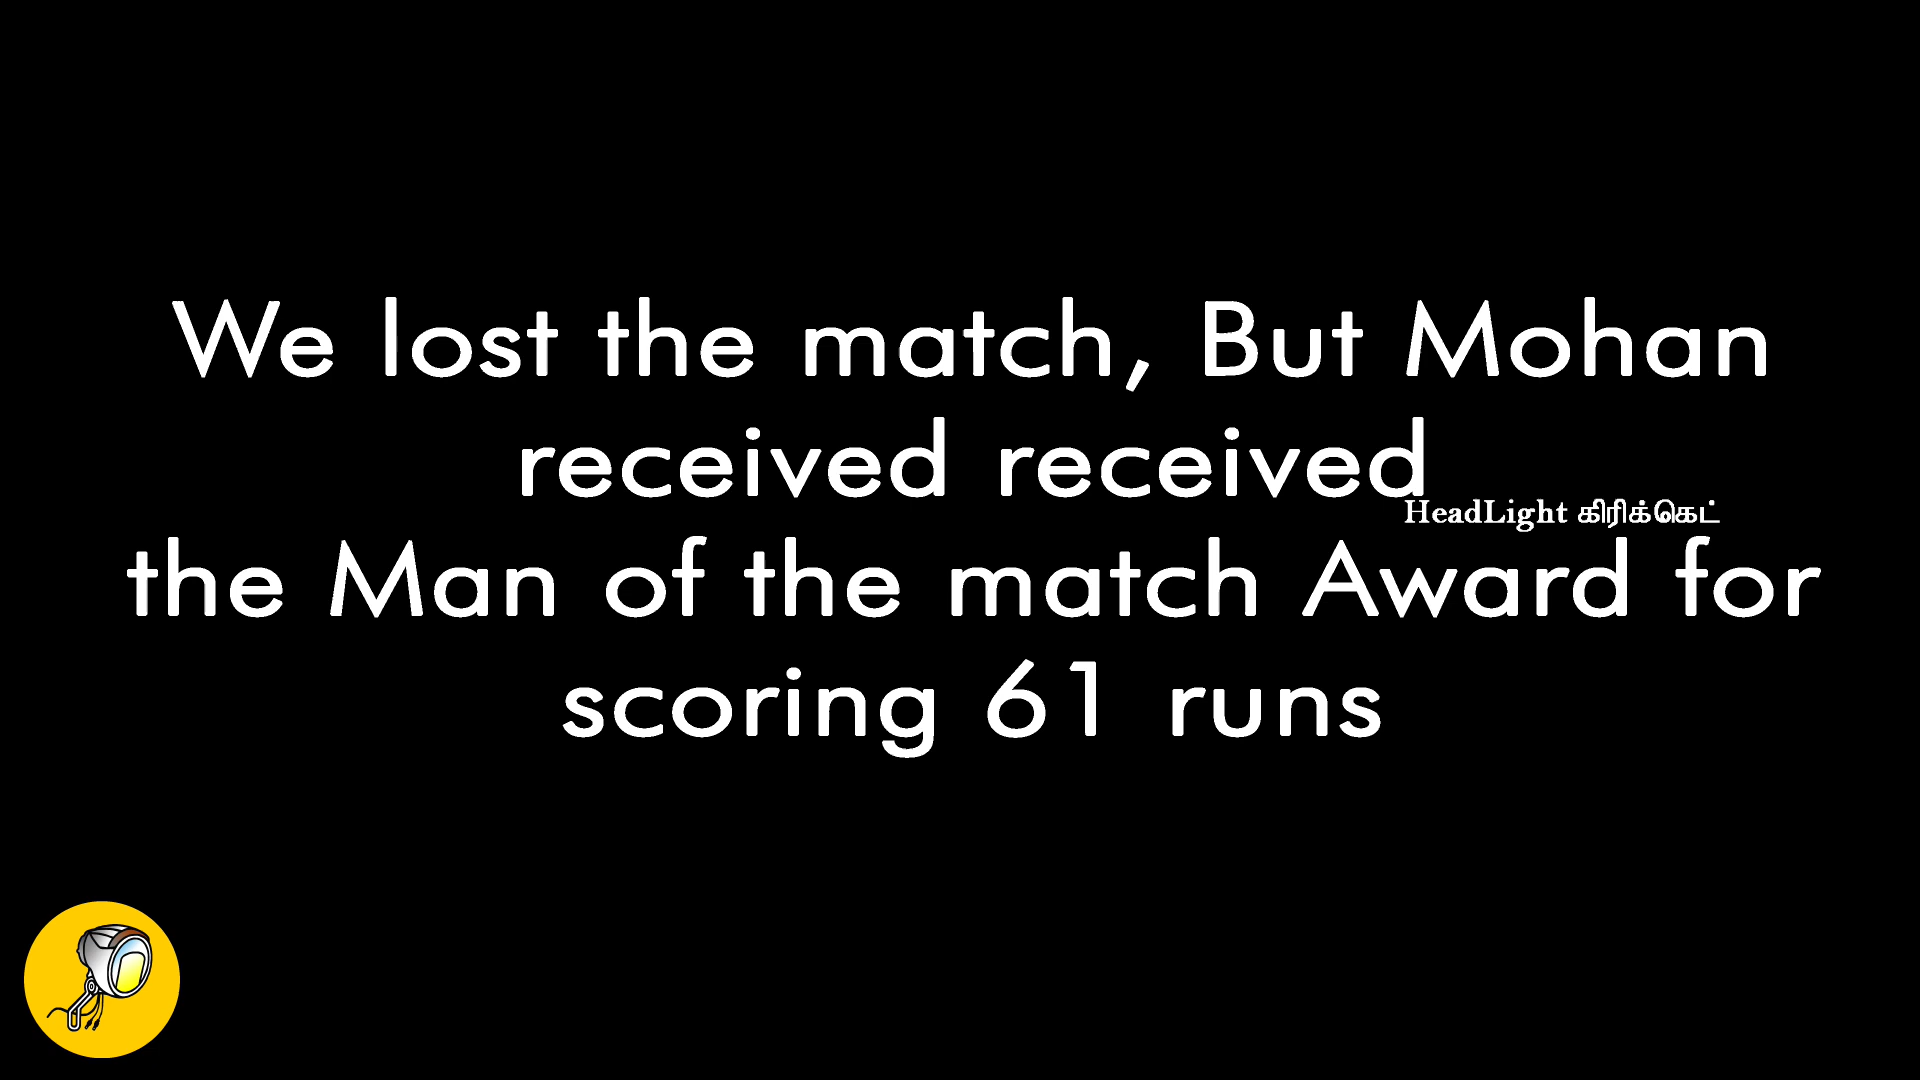 We lost the match, But Mohan
received received
HeadLight கிரிக்கெட்
the Man of the match Award for
scoring 61 runs